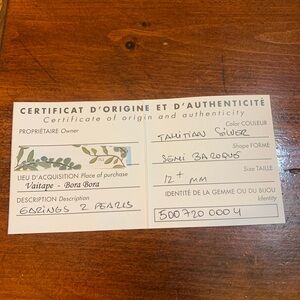 CERTIFICAT D'ORIGINE ET D'AUTHENTICITÉ
Certificate of origin and authenticity
PROPRIÉTAIRE Owner
LIEU D'ACQUISITION Place of purchase
Vaitape - Bora Bora
DESCRIPTION Description
EARINGS 2 PEARLS
Color COULEUR
TAHITIAN SILVER
Shape FORME
SEMI BAROQUE
Size TAILLE
12+ mm
IDENTITÉ DE LA GEMME OU DU BIJOU
Identity
5007200004